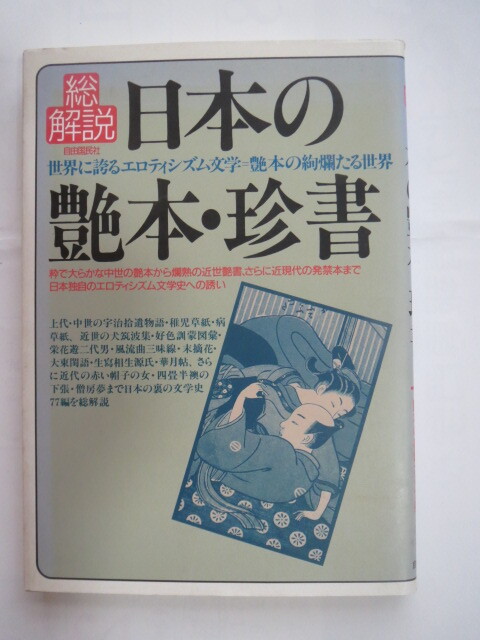 総解説
自由国民社
日本の
世界に誇るエロティシズム文学=艶本の絢爛たる世界
艶本・珍書
粋で大らかな中世の艶本から爛熟の近世艶書、さらに近現代の発禁本まで
日本独自のエロティシズム文学史への誘い
上代・中世の宇治拾遺物語・稚児草紙・病
草紙、近世の犬筑波集・好色訓蒙図彙・
栄花遊二代男・風流曲三味線・末摘花・
大東閨語・生寫相生源氏・華月帖、さら
に近代の赤い帽子の女・四畳半襖の
下張・僧房夢まで日本の裏の文学史
77編を総解説